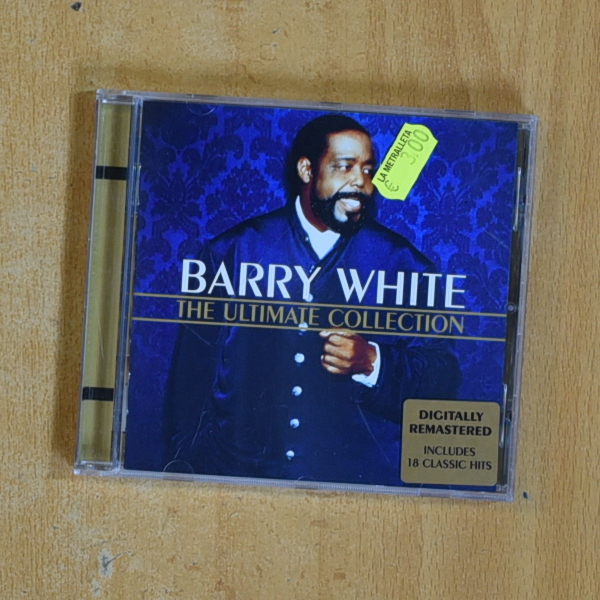 LA METRALLETA
€ 3.00
BARRY WHITE
THE ULTIMATE COLLECTION
DIGITALLY
REMASTERED
INCLUDES
18 CLASSIC HITS